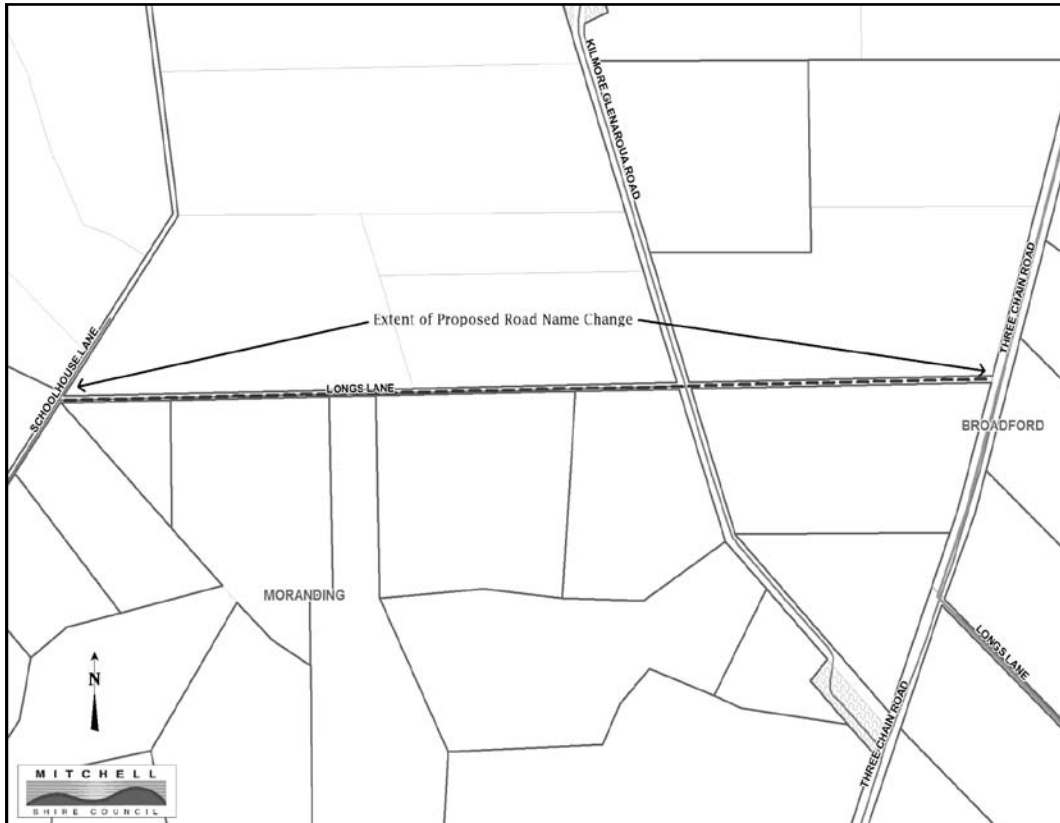 KILMORE GLENAROUA ROAD
THREE CHAIN ROAD
Extent of Proposed Road Name Change
SCHOOLHOUSE LANE
LONGS LANE
BROADFORD
MORANDING
LONGS LANE
N
THREE CHAIN ROAD
MITCHELL
SHIRE COUNCIL